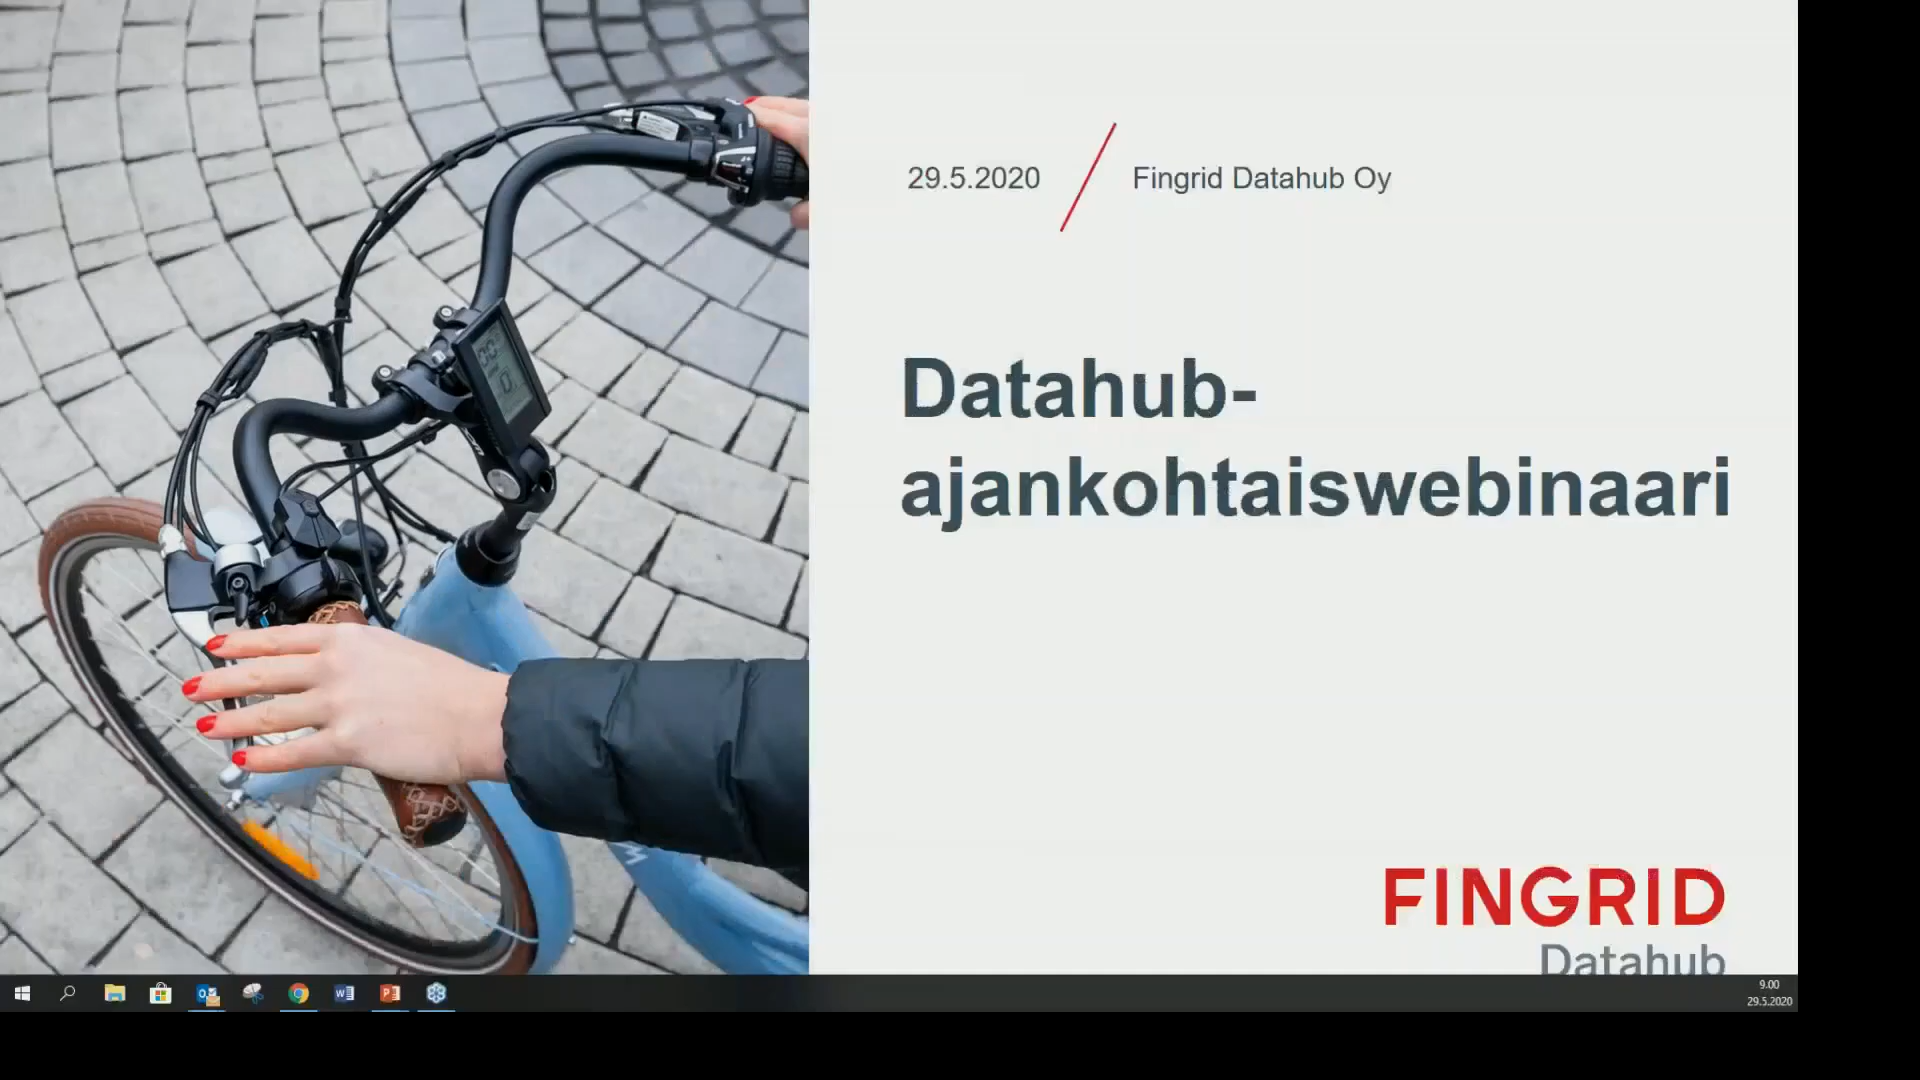 29.5.2020
Fingrid Datahub Oy
Datahub-
ajankohtaiswebinaari
FINGRID
Datahub
9.00
29.5.2020